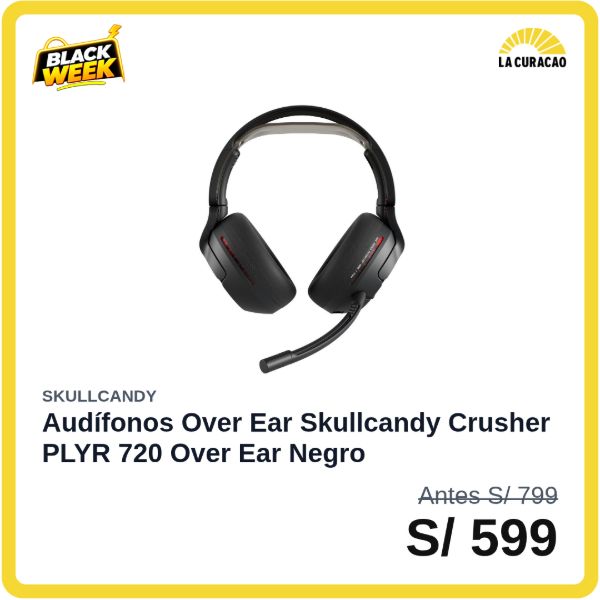 BLACK
WEEK
LA CURACAO
SKULLCANDY
Audífonos Over Ear Skullcandy Crusher
PLYR 720 Over Ear Negro
Antes S/ 799
S/ 599